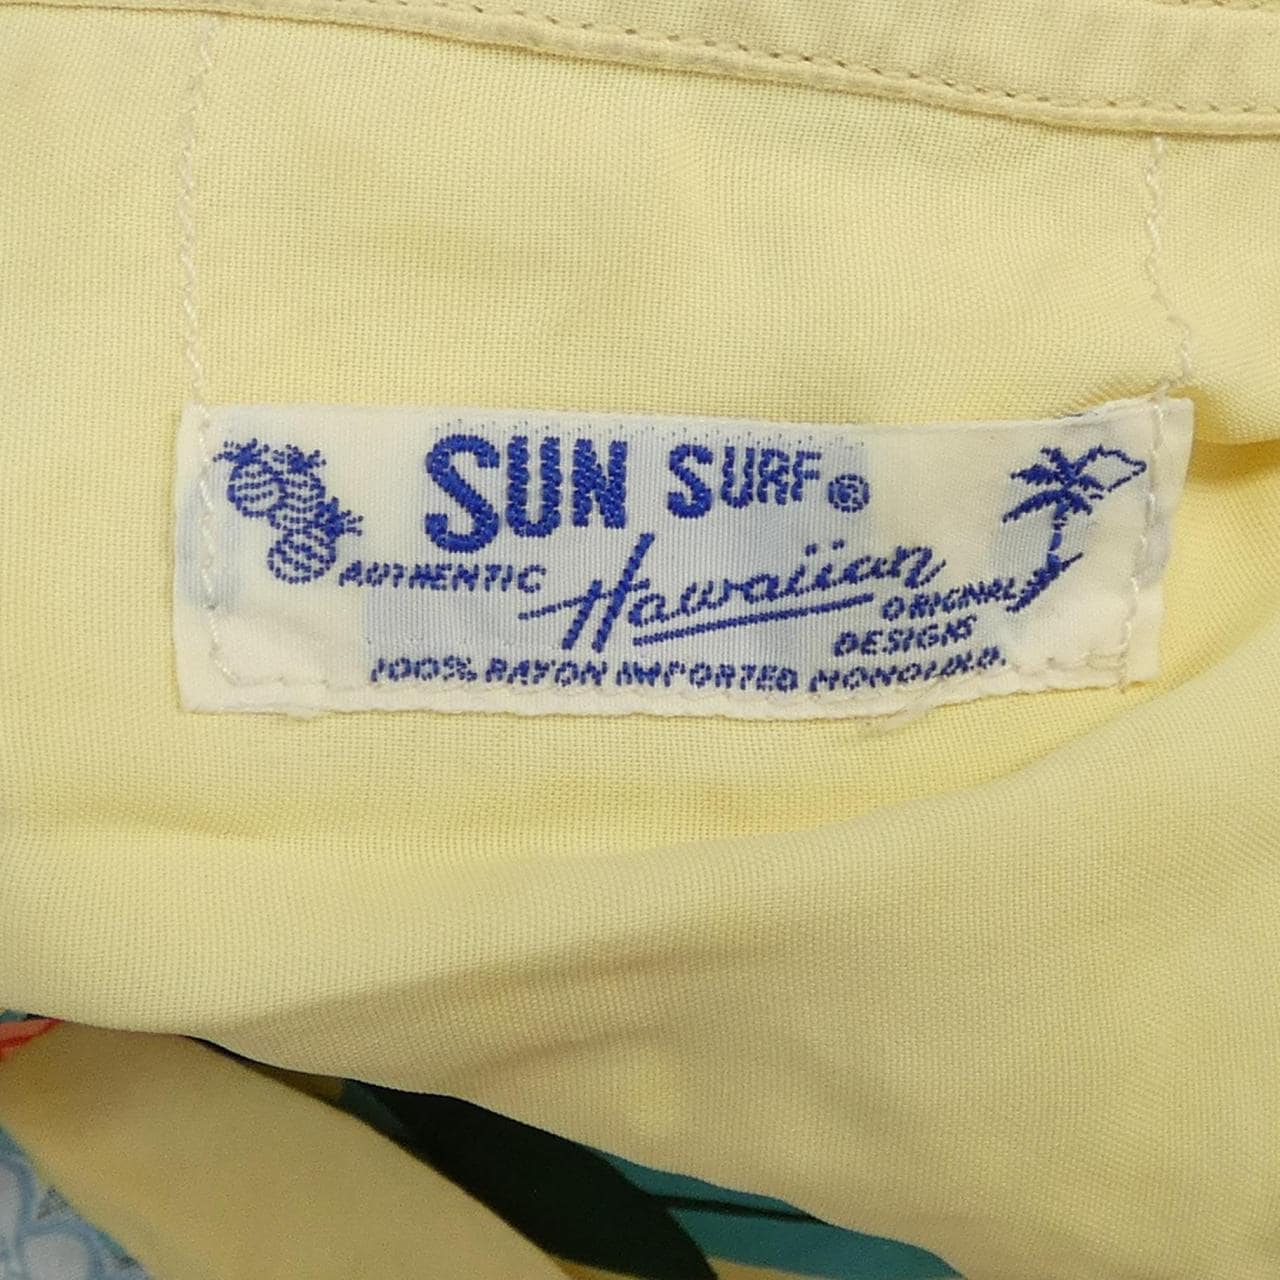 SUN SURF®
AUTHENTIC Hawaiian ORIGINAL
DESIGNS
100% RAYON IMPORTED HONOLULU.